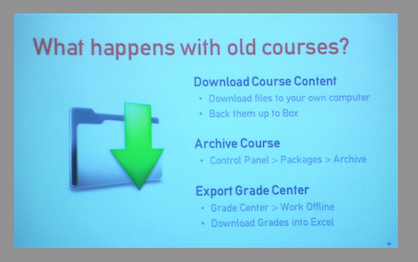 What happens with old courses?
Download Course Content
• Download files to your own computer
• Back them up to Box
Archive Course
• Control Panel > Packages > Archive
Export Grade Center
• Grade Center > Work Offline
• Download Grades into Excel